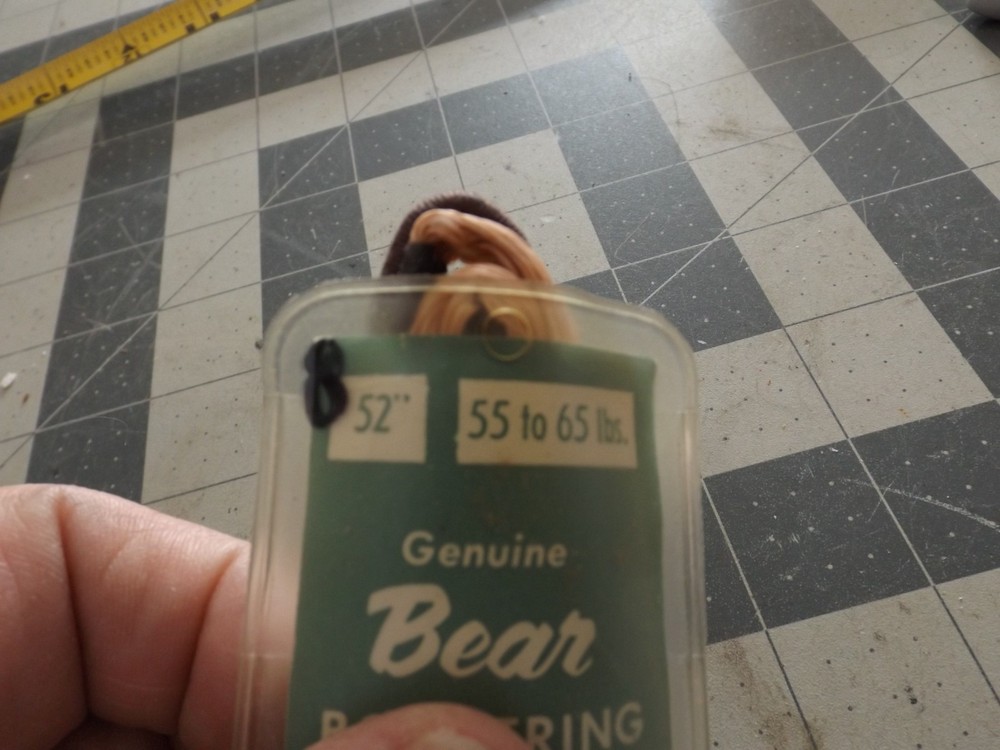 B
52" 55 to 65 lbs.
Genuine
Bear